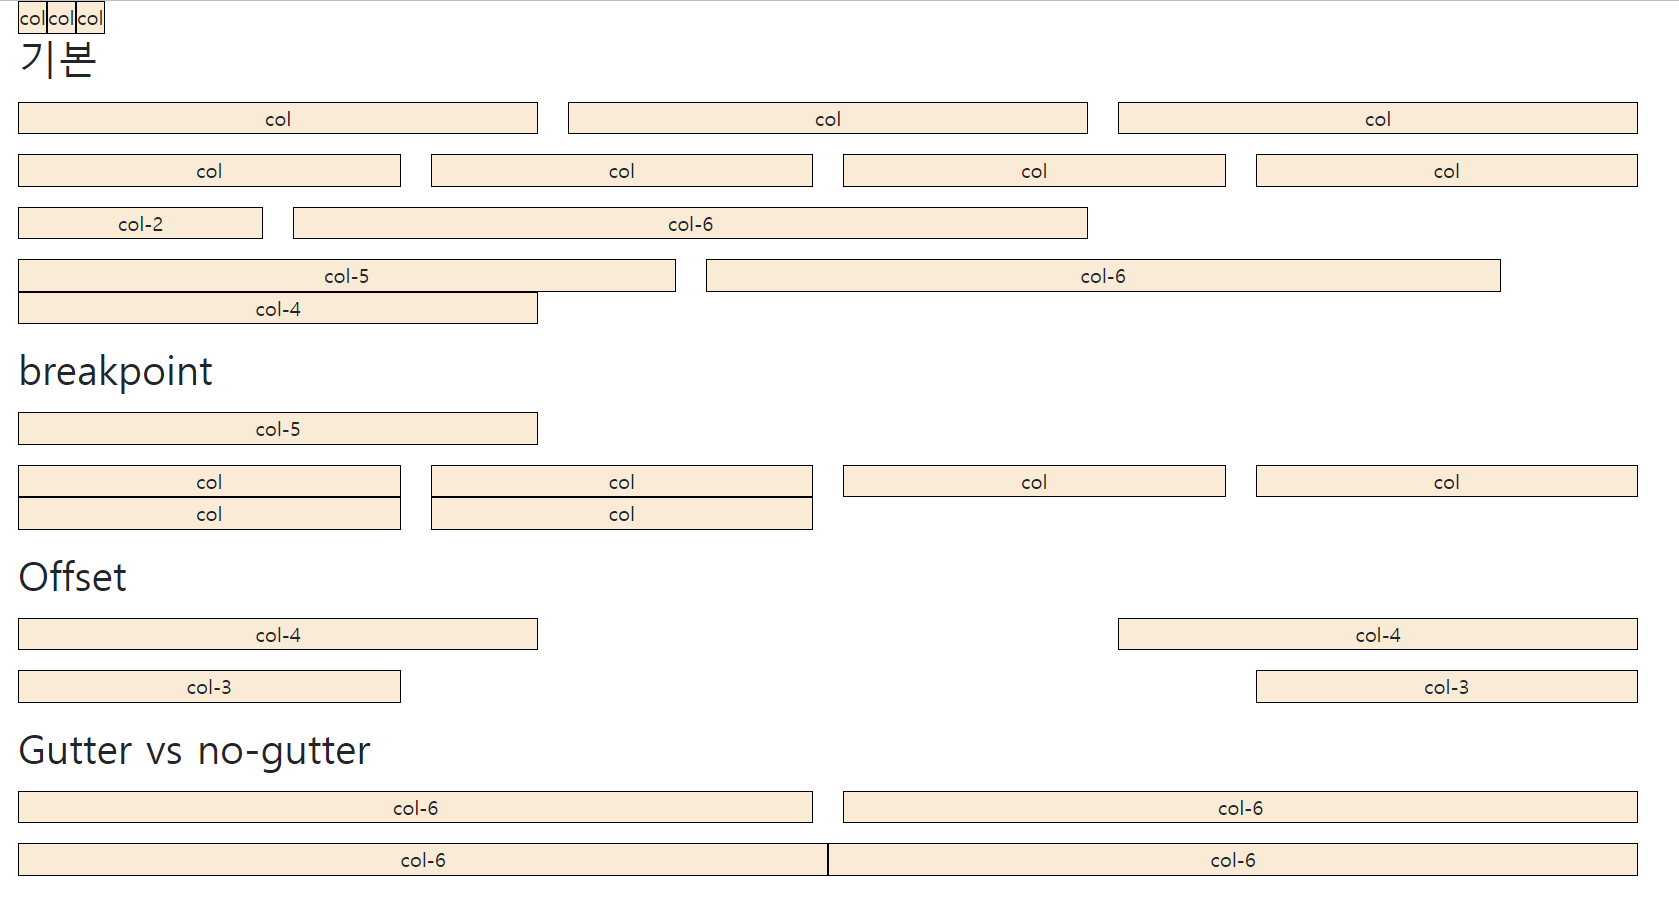 col col col
기본
col col col
col col col col
col-2 col-6
col-5 col-6
col-4
breakpoint
col-5
col col col col
col col
Offset
col-4 col-4
col-3 col-3
Gutter vs no-gutter
col-6 col-6
col-6 col-6